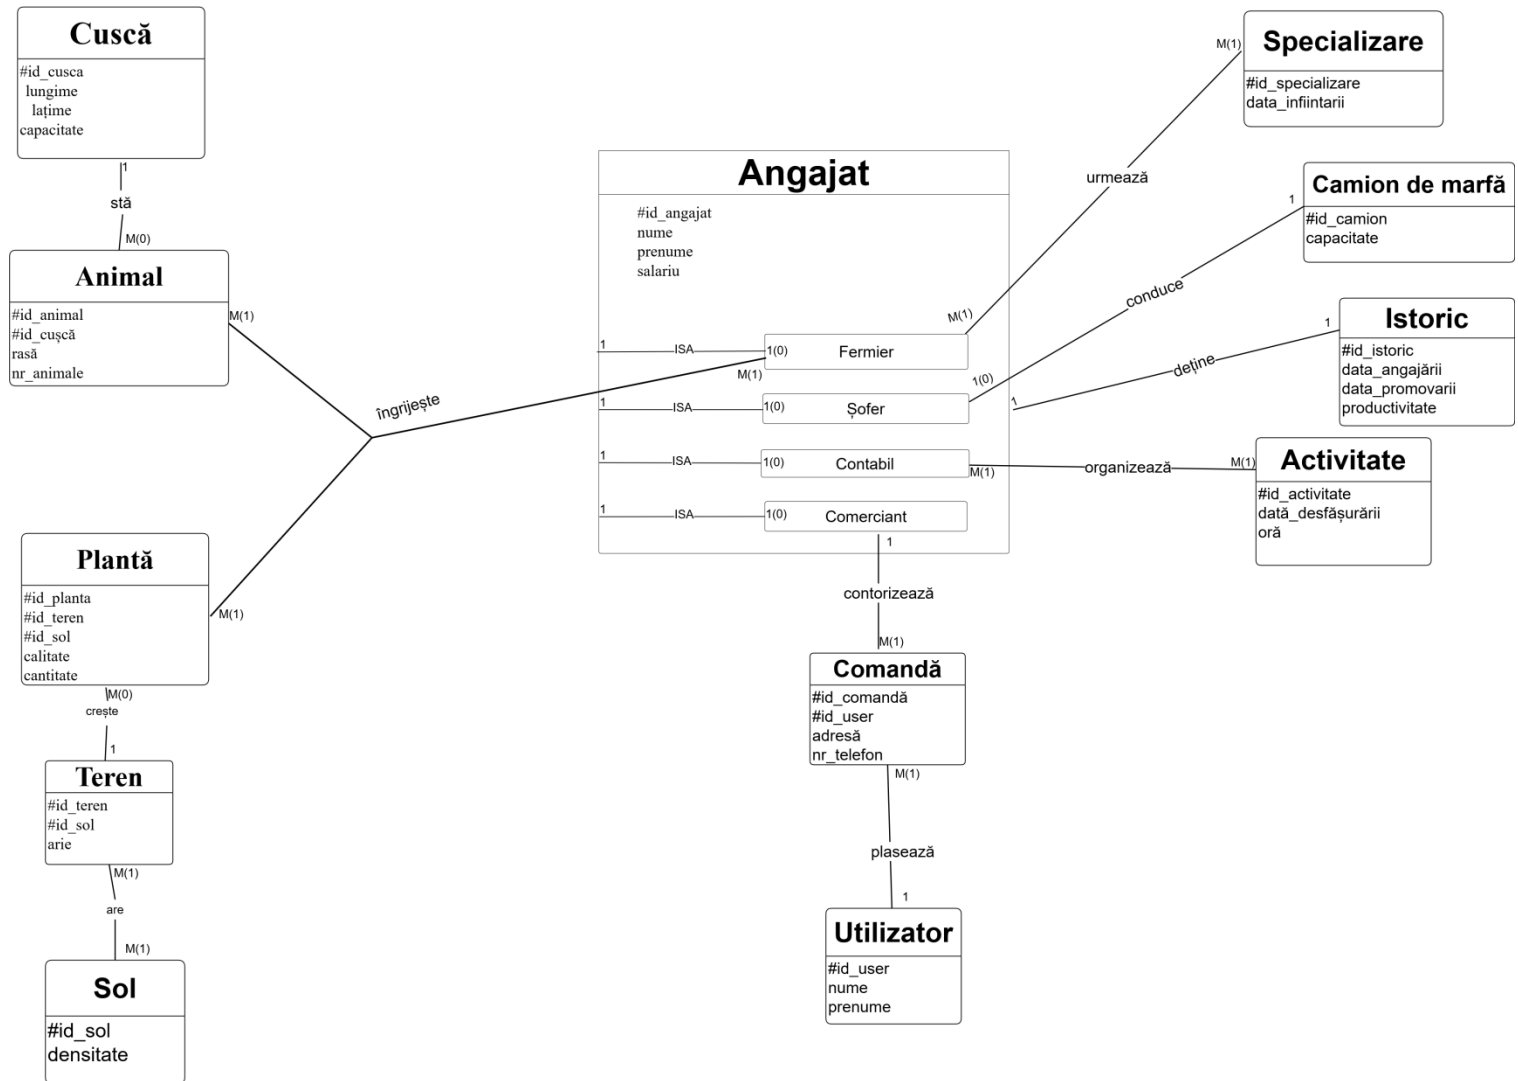 Cuscă
#id_cusca
lungime
lațime
capacitate
1
stă
M(0)
Animal
#id_animal
#id_cușcă
rasă
nr_animale
M(1)
îngrijește
M(1)
Plantă
#id_planta
#id_teren
#id_sol
calitate
cantitate
M(1)
M(0)
crește
1
Teren
#id_teren
#id_sol
arie
M(1)
are
M(1)
Sol
#id_sol
densitate
Angajat
#id_angajat
nume
prenume
salariu
1 ISA 1(0) Fermier
1 ISA 1(0) Șofer
1 ISA 1(0) Contabil
1 ISA 1(0) Comerciant
M(1)
urmează
M(1)
Specializare
#id_specializare
data_infiintarii
1(0)
conduce
1
Camion de marfă
#id_camion
capacitate
1
deține
1
Istoric
#id_istoric
data_angajării
data_promovarii
productivitate
M(1)
organizează
M(1)
Activitate
#id_activitate
dată_desfășurării
oră
1
contorizează
M(1)
Comandă
#id_comandă
#id_user
adresă
nr_telefon
M(1)
plasează
1
Utilizator
#id_user
nume
prenume